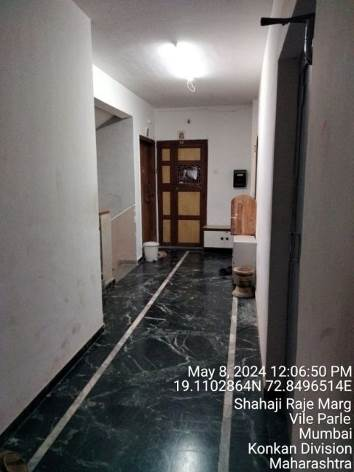 May 8, 2024 12:06:50 PM
19.1102864N 72.8496514E
Shahaji Raje Marg
Vile Parle
Mumbai
Konkan Division
Maharashtra